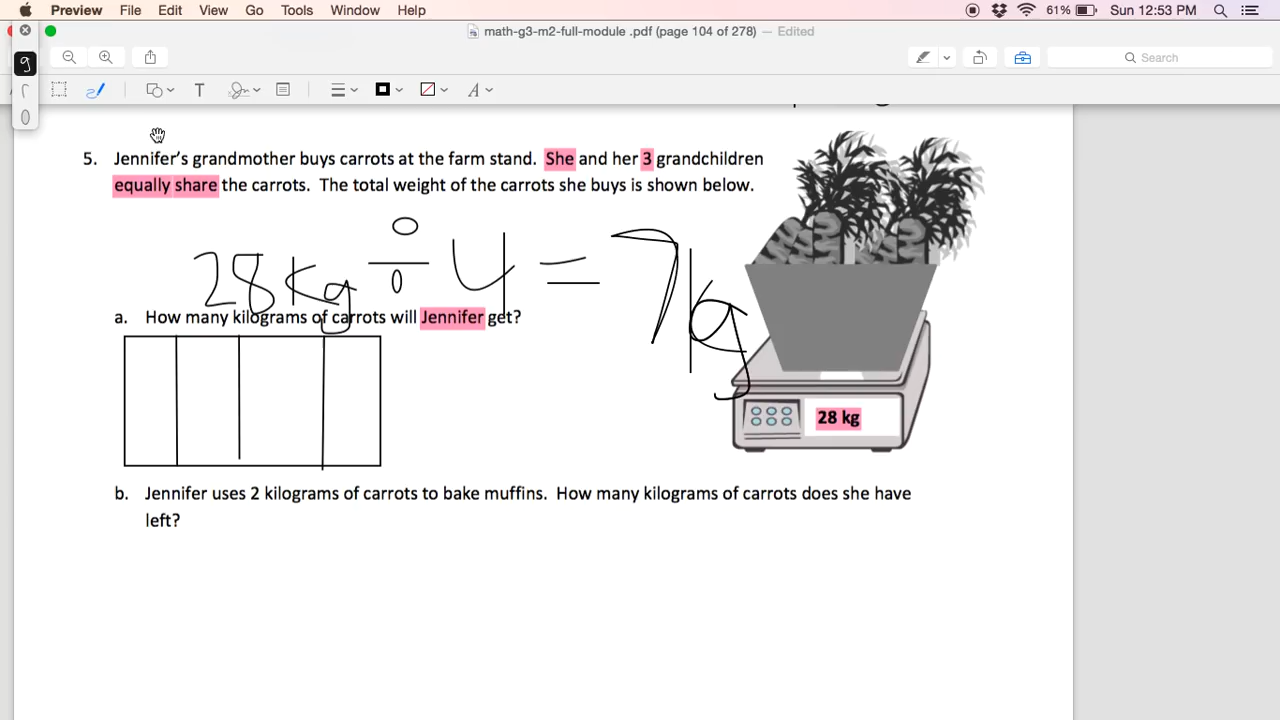 Preview File Edit View Go Tools Window Help 61% Sun 12:53 PM
math-g3-m2-full-module .pdf (page 104 of 278) — Edited
Search
5. Jennifer's grandmother buys carrots at the farm stand. She and her 3 grandchildren
equally share the carrots. The total weight of the carrots she buys is shown below.
28 kg ÷ 4 = 7 kg
a. How many kilograms of carrots will Jennifer get?
28 kg
b. Jennifer uses 2 kilograms of carrots to bake muffins. How many kilograms of carrots does she have
left?